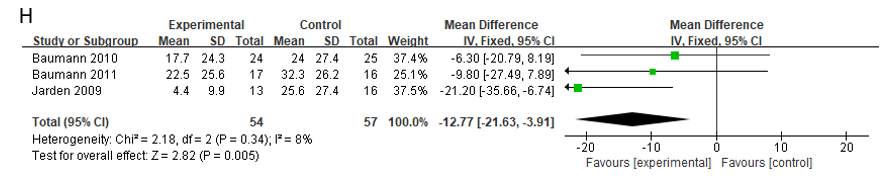 H
Experimental Control Mean Difference Mean Difference
Study or Subgroup Mean SD Total Mean SD Total Weight IV, Fixed, 95% CI IV, Fixed, 95% CI
Baumann 2010 17.7 24.3 24 24 27.4 25 37.4% -6.30 [-20.79, 8.19]
Baumann 2011 22.5 25.6 17 32.3 26.2 16 25.1% -9.80 [-27.49, 7.89]
Jarden 2009 4.4 9.9 13 25.6 27.4 16 37.5% -21.20 [-35.66, -6.74]
Total (95% CI) 54 57 100.0% -12.77 [-21.63, -3.91]
Heterogeneity: Chi² = 2.18, df = 2 (P = 0.34); I² = 8%
Test for overall effect: Z = 2.82 (P = 0.005)
-20 -10 0 10 20
Favours [experimental] Favours [control]